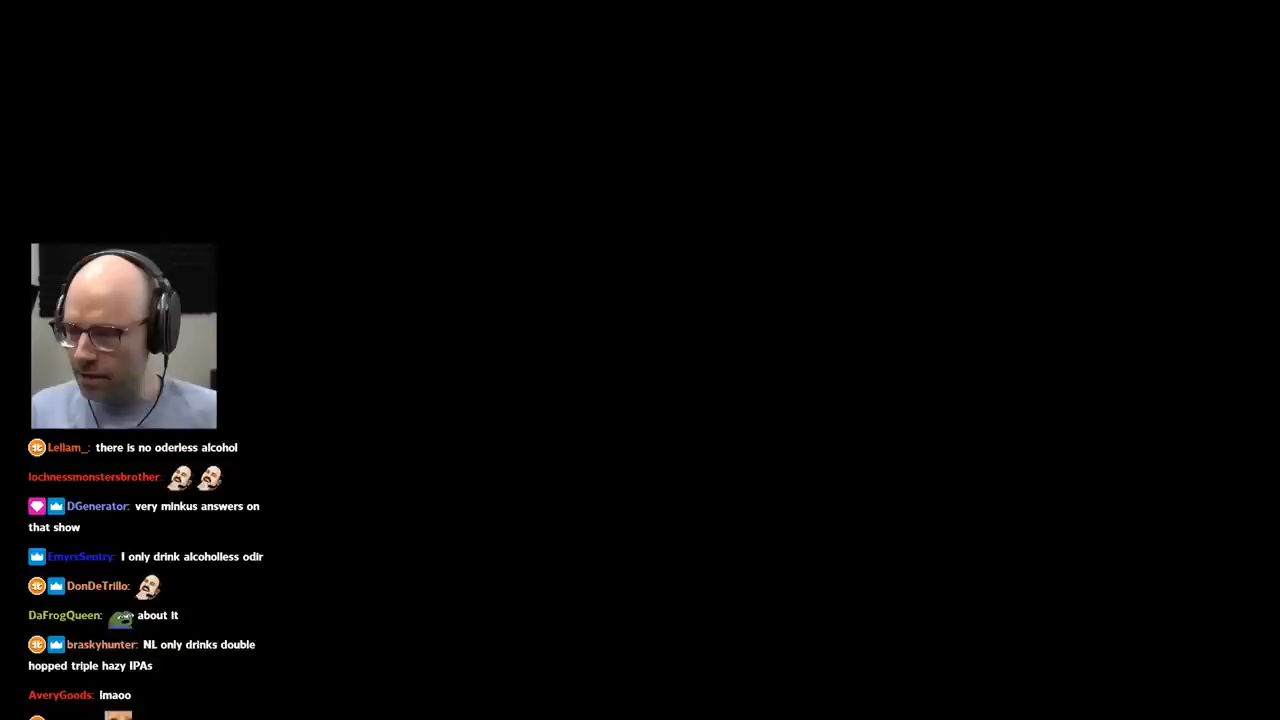 Lellam_: there is no oderless alcohol
lochnessmonstersbrother:
DGenerator: very minkus answers on
that show
EmyrsSentry: I only drink alcoholless odir
DonDeTrillo:
DaFrogQueen: about it
braskyhunter: NL only drinks double
hopped triple hazy IPAs
AveryGoods: lmaoo